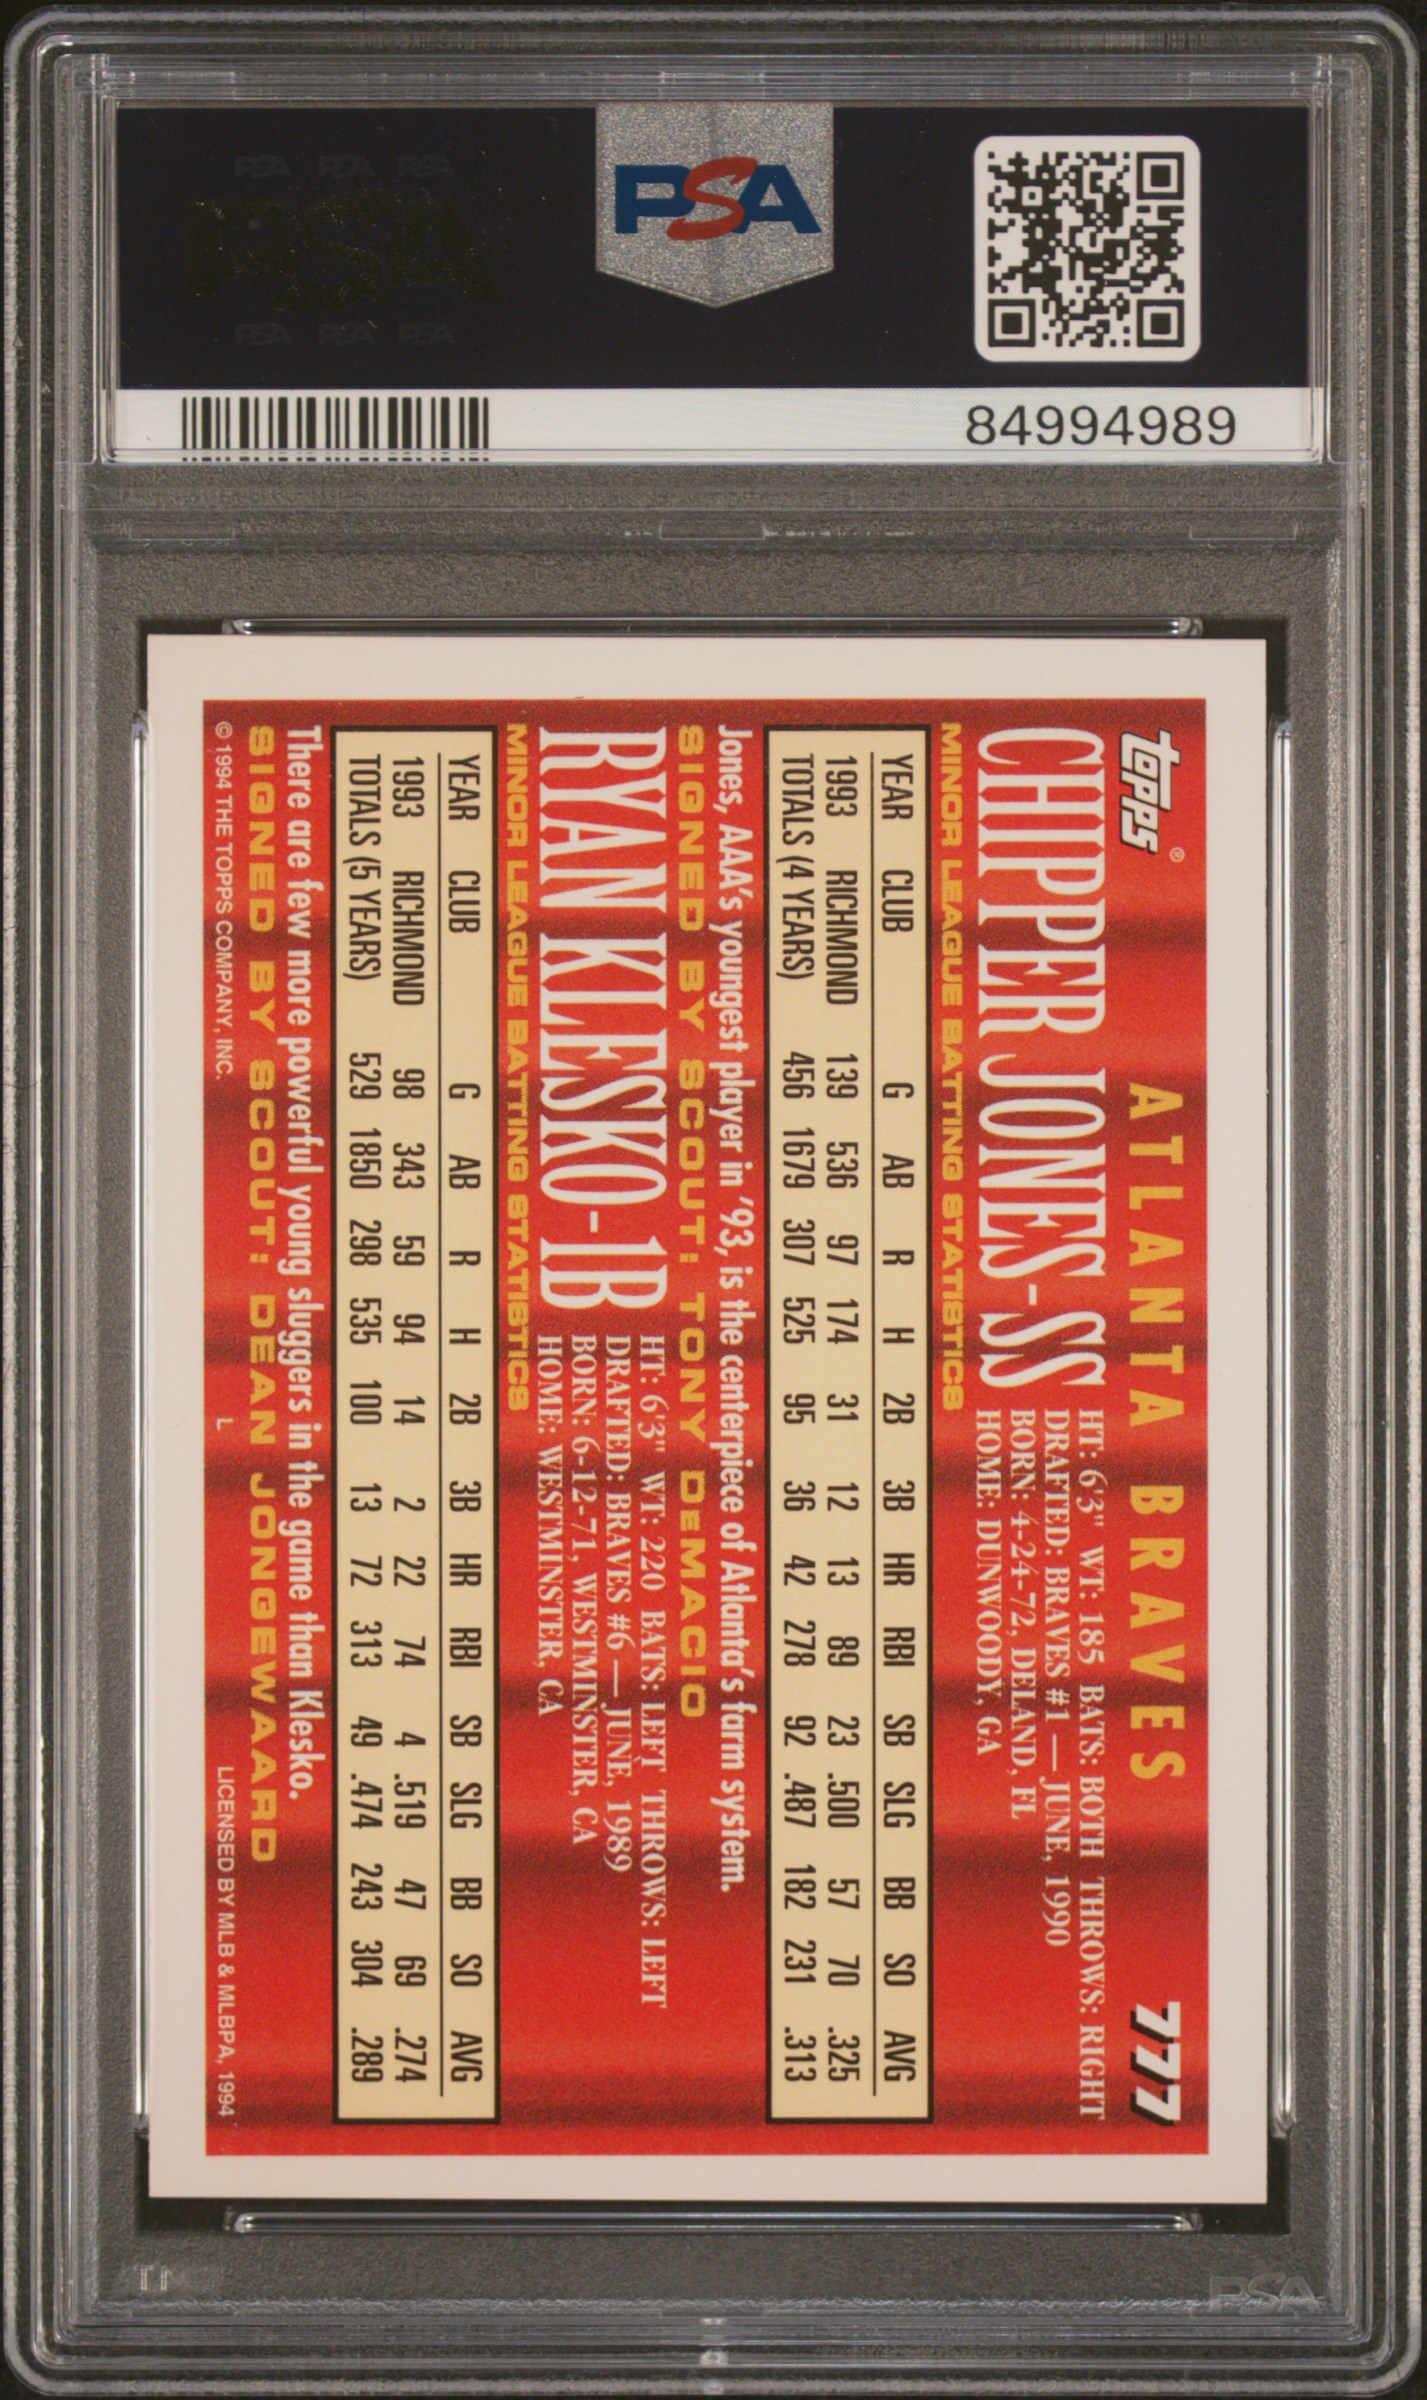 PSA PSA PSA
PSA
PSA PSA PSA
PSA
84994989
topps®
ATLANTA BRAVES
777
CHIPPER JONES-SS
HT: 6'3" WT: 185 BATS: BOTH THROWS: RIGHT
DRAFTED: BRAVES #1 — JUNE, 1990
BORN: 4-24-72, DELAND, FL
HOME: DUNWOODY, GA
MINOR LEAGUE BATTING STATISTICS
YEAR CLUB G AB R H 2B 3B HR RBI SB SLG BB SO AVG
1993 RICHMOND 139 536 97 174 31 12 13 89 23 .500 57 70 .325
TOTALS (4 YEARS) 456 1679 307 525 95 36 42 278 92 .487 182 231 .313
Jones, AAA's youngest player in '93, is the centerpiece of Atlanta's farm system.
SIGNED BY SCOUT: TONY DeMACIO
RYAN KLESKO-1B
HT: 6'3" WT: 220 BATS: LEFT THROWS: LEFT
DRAFTED: BRAVES #6 — JUNE, 1989
BORN: 6-12-71, WESTMINSTER, CA
HOME: WESTMINSTER, CA
MINOR LEAGUE BATTING STATISTICS
YEAR CLUB G AB R H 2B 3B HR RBI SB SLG BB SO AVG
1993 RICHMOND 98 343 59 94 14 2 22 74 4 .519 47 69 .274
TOTALS (5 YEARS) 529 1850 298 535 100 13 72 313 49 .474 243 304 .289
There are few more powerful young sluggers in the game than Klesko.
SIGNED BY SCOUT: DEAN JONGEWAARD
© 1994 THE TOPPS COMPANY, INC. L LICENSED BY MLB & MLBPA, 1994
PSA